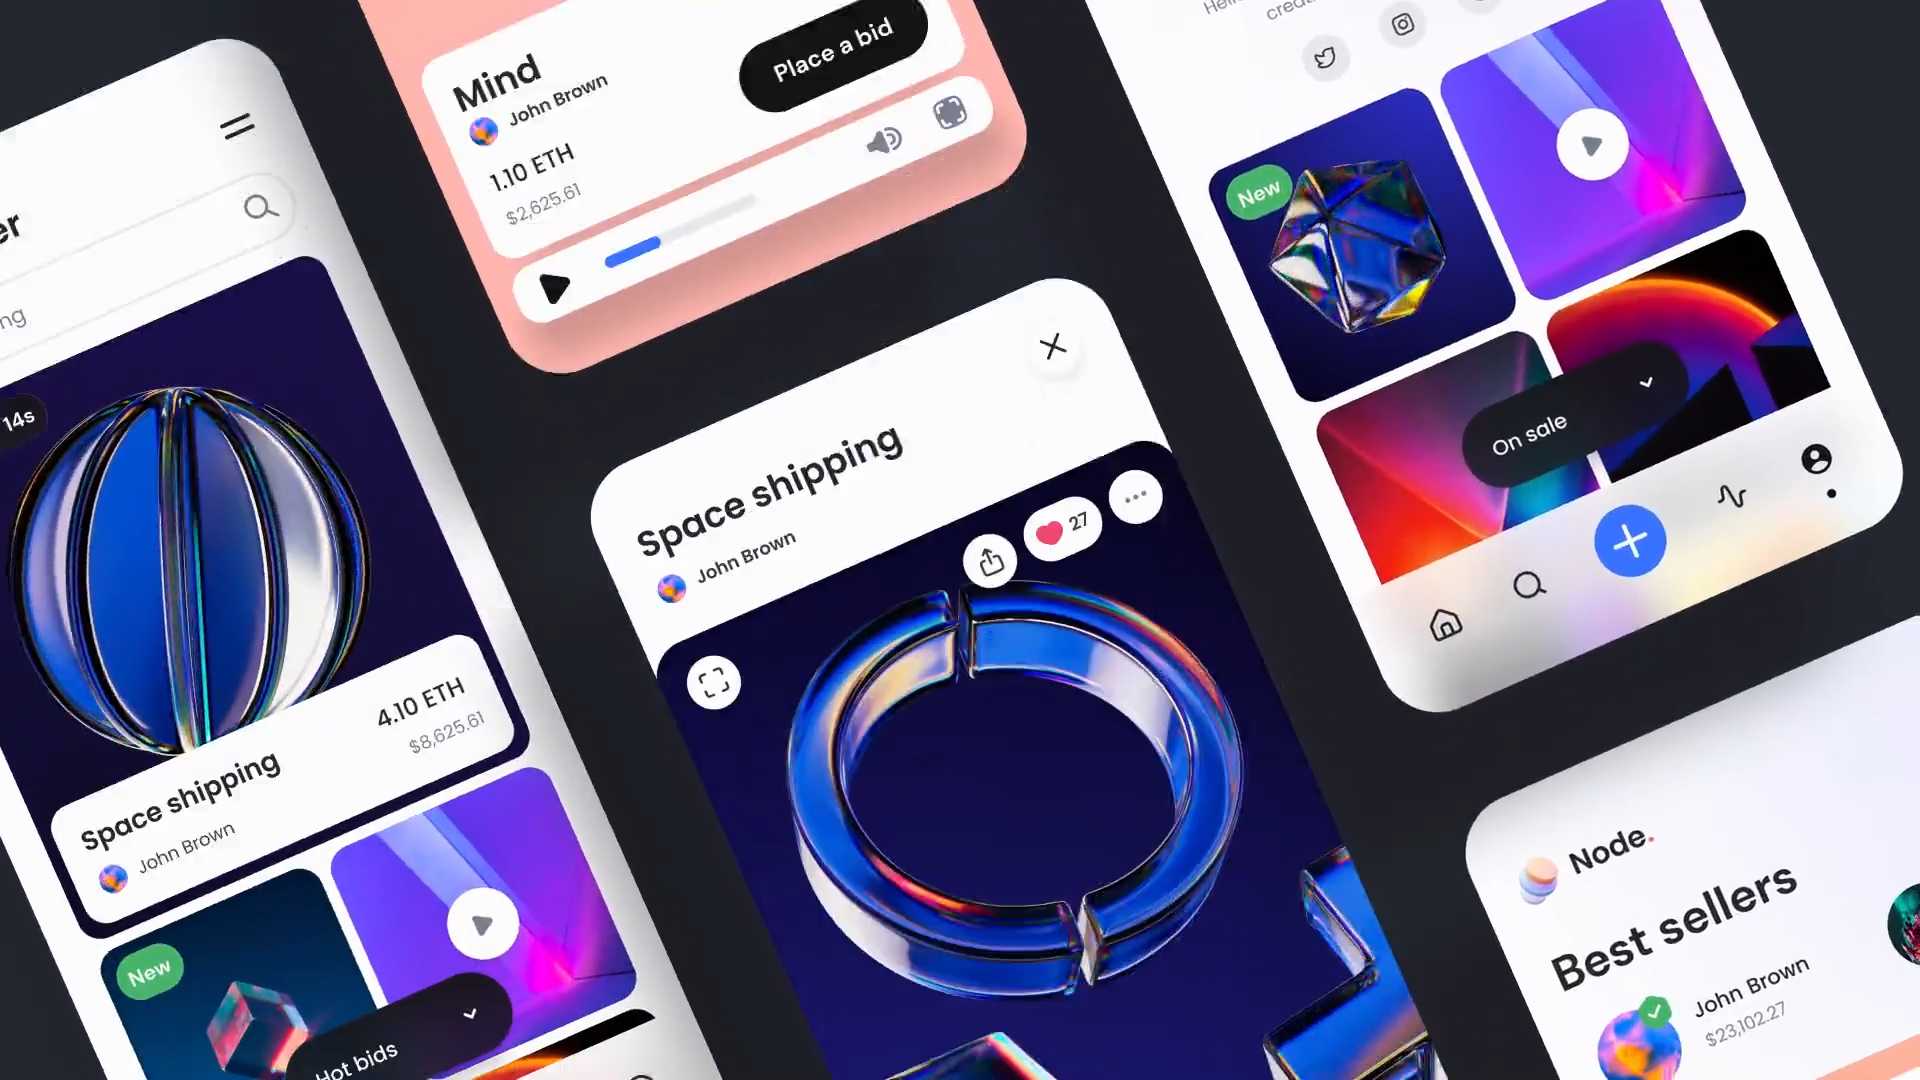 er
ng
14s
4.10 ETH
$8,625.61
Space shipping
John Brown
New
Hot bids
Mind
John Brown
Place a bid
1.10 ETH
$2,625.61
Space shipping
John Brown
27
New
On sale
Node.
Best sellers
John Brown
$23,102.27